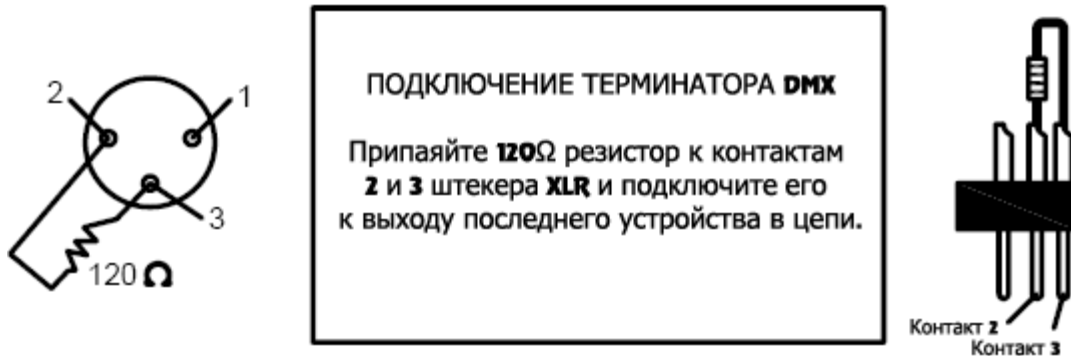 2
1
3
120 Ω
ПОДКЛЮЧЕНИЕ ТЕРМИНАТОРА DMX
Припаяйте 120Ω резистор к контактам
2 и 3 штекера XLR и подключите его
к выходу последнего устройства в цепи.
Контакт 2
Контакт 3